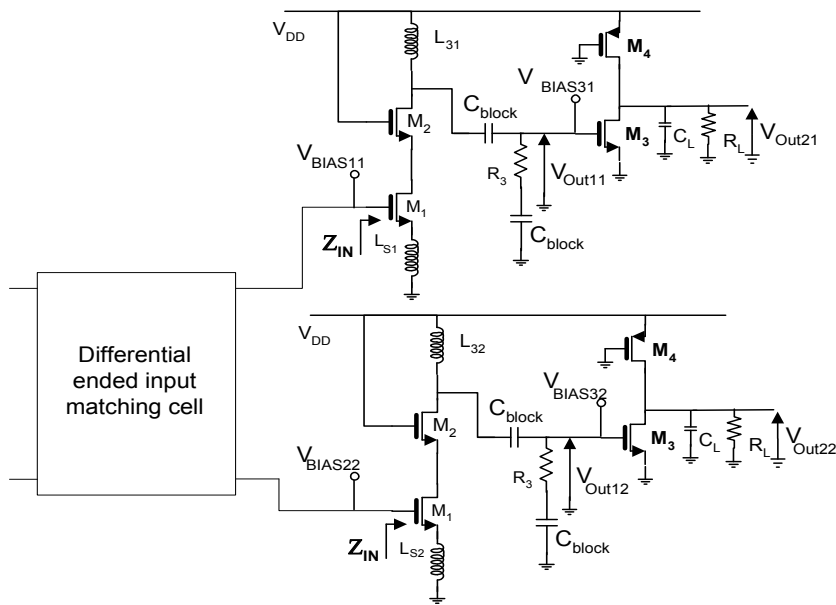 V_DD
L_31
M_4
V_BIAS31
C_block
M_2
M_3
C_L
R_L
V_Out21
V_BIAS11
R_3
V_Out11
M_1
Z_IN
L_S1
C_block
Differential
ended input
matching cell
V_DD
L_32
M_4
V_BIAS32
C_block
M_2
M_3
C_L
R_L
V_Out22
V_BIAS22
R_3
V_Out12
M_1
Z_IN
L_S2
C_block